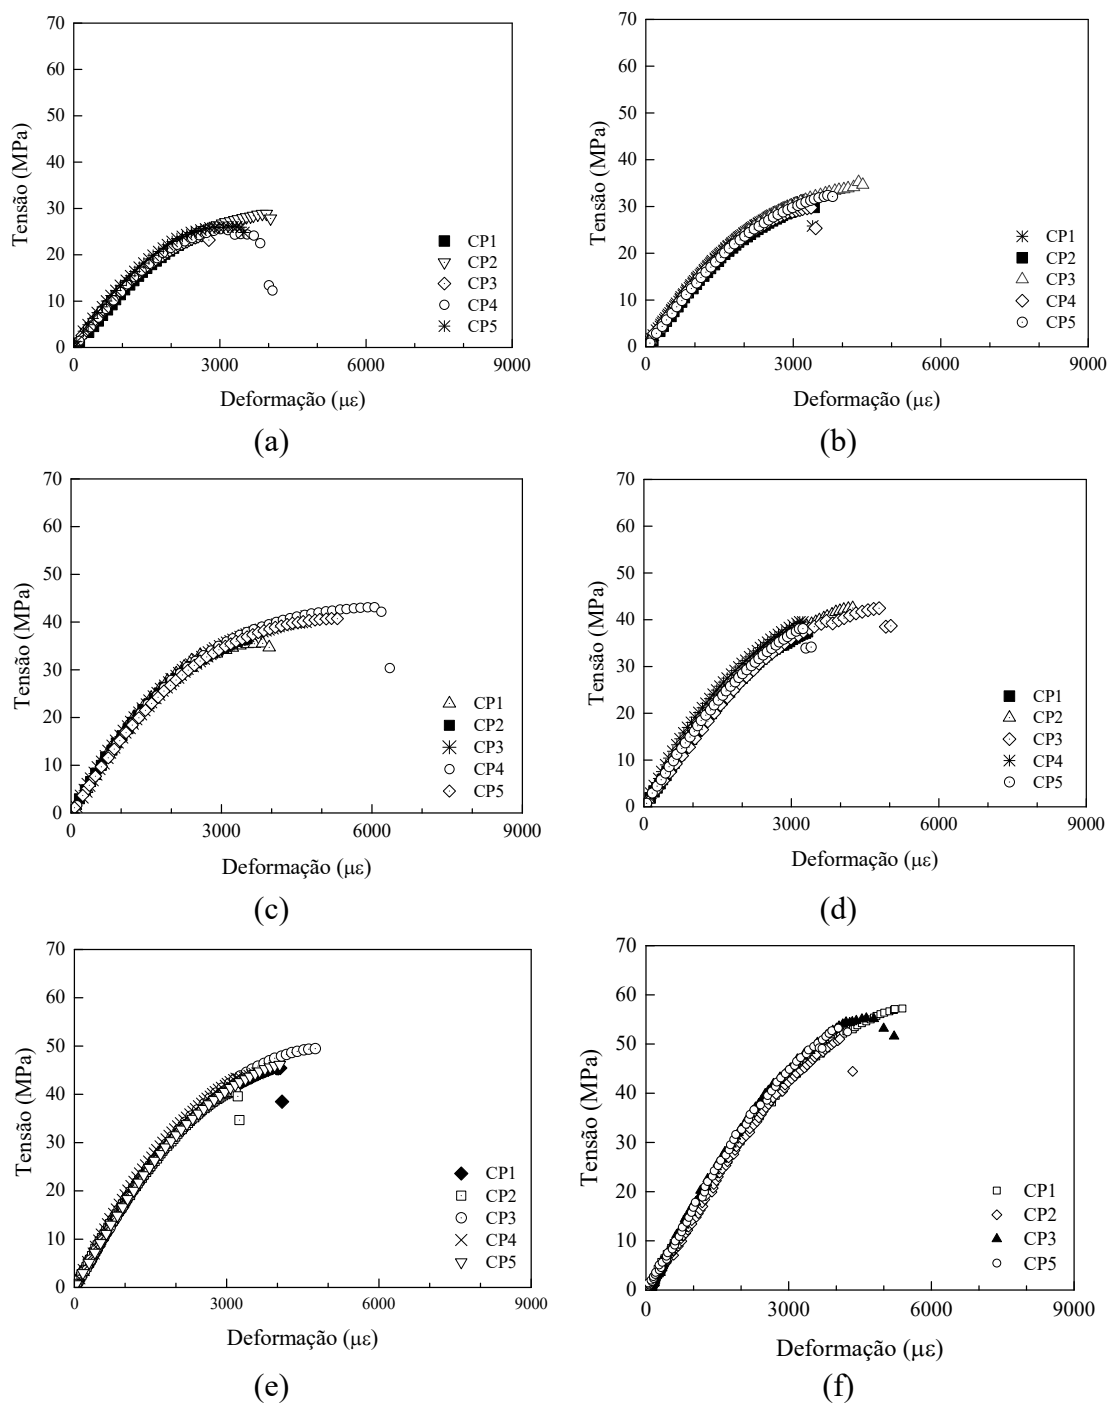 70
60
50
40
30
20
10
0
Tensão (MPa)
CP1
CP2
CP3
CP4
CP5
0
3000
6000
9000
Deformação (με)
(a)
70
60
50
40
30
20
10
0
Tensão (MPa)
CP1
CP2
CP3
CP4
CP5
0
3000
6000
9000
Deformação (με)
(b)
70
60
50
40
30
20
10
0
Tensão (MPa)
CP1
CP2
CP3
CP4
CP5
0
3000
6000
9000
Deformação (με)
(c)
70
60
50
40
30
20
10
0
Tensão (MPa)
CP1
CP2
CP3
CP4
CP5
0
3000
6000
9000
Deformação (με)
(d)
70
60
50
40
30
20
10
0
Tensão (MPa)
CP1
CP2
CP3
CP4
CP5
0
3000
6000
9000
Deformação (με)
(e)
70
60
50
40
30
20
10
0
Tensão (MPa)
CP1
CP2
CP3
CP5
0
3000
6000
9000
Deformação (με)
(f)